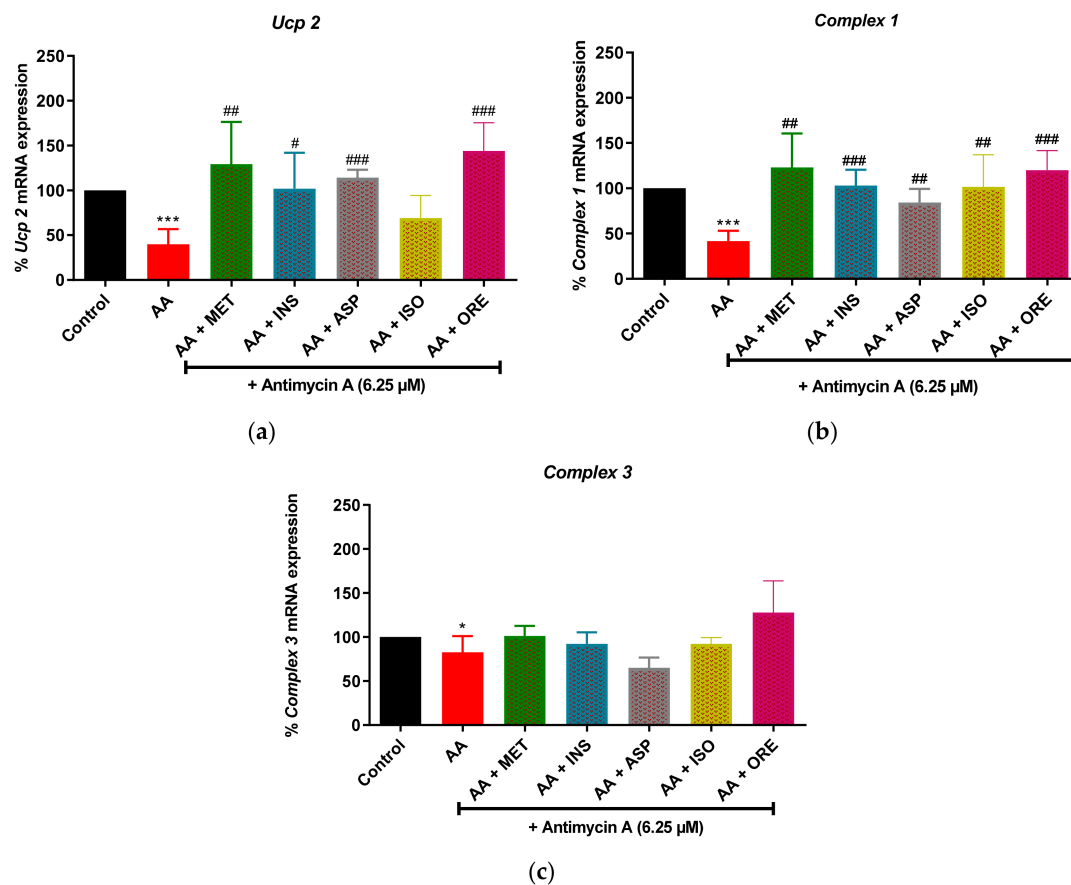 Ucp 2
% Ucp 2 mRNA expression
250
200
150
100
50
0
***
##
#
###
###
Control
AA
AA + MET
AA + INS
AA + ASP
AA + ISO
AA + ORE
+ Antimycin A (6.25 µM)
(a)
Complex 1
% Complex 1 mRNA expression
250
200
150
100
50
0
***
##
###
##
##
###
Control
AA
AA + MET
AA + INS
AA + ASP
AA + ISO
AA + ORE
+ Antimycin A (6.25 µM)
(b)
Complex 3
% Complex 3 mRNA expression
250
200
150
100
50
0
*
Control
AA
AA + MET
AA + INS
AA + ASP
AA + ISO
AA + ORE
+ Antimycin A (6.25 µM)
(c)